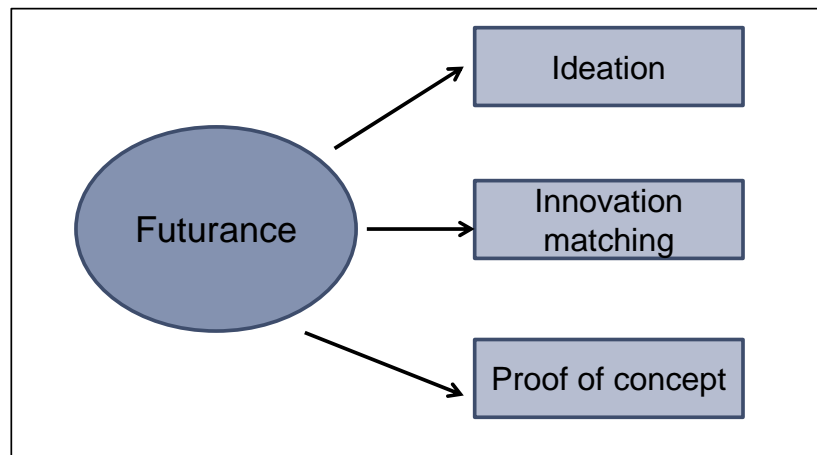 Ideation
Futurance
Innovation
matching
Proof of concept